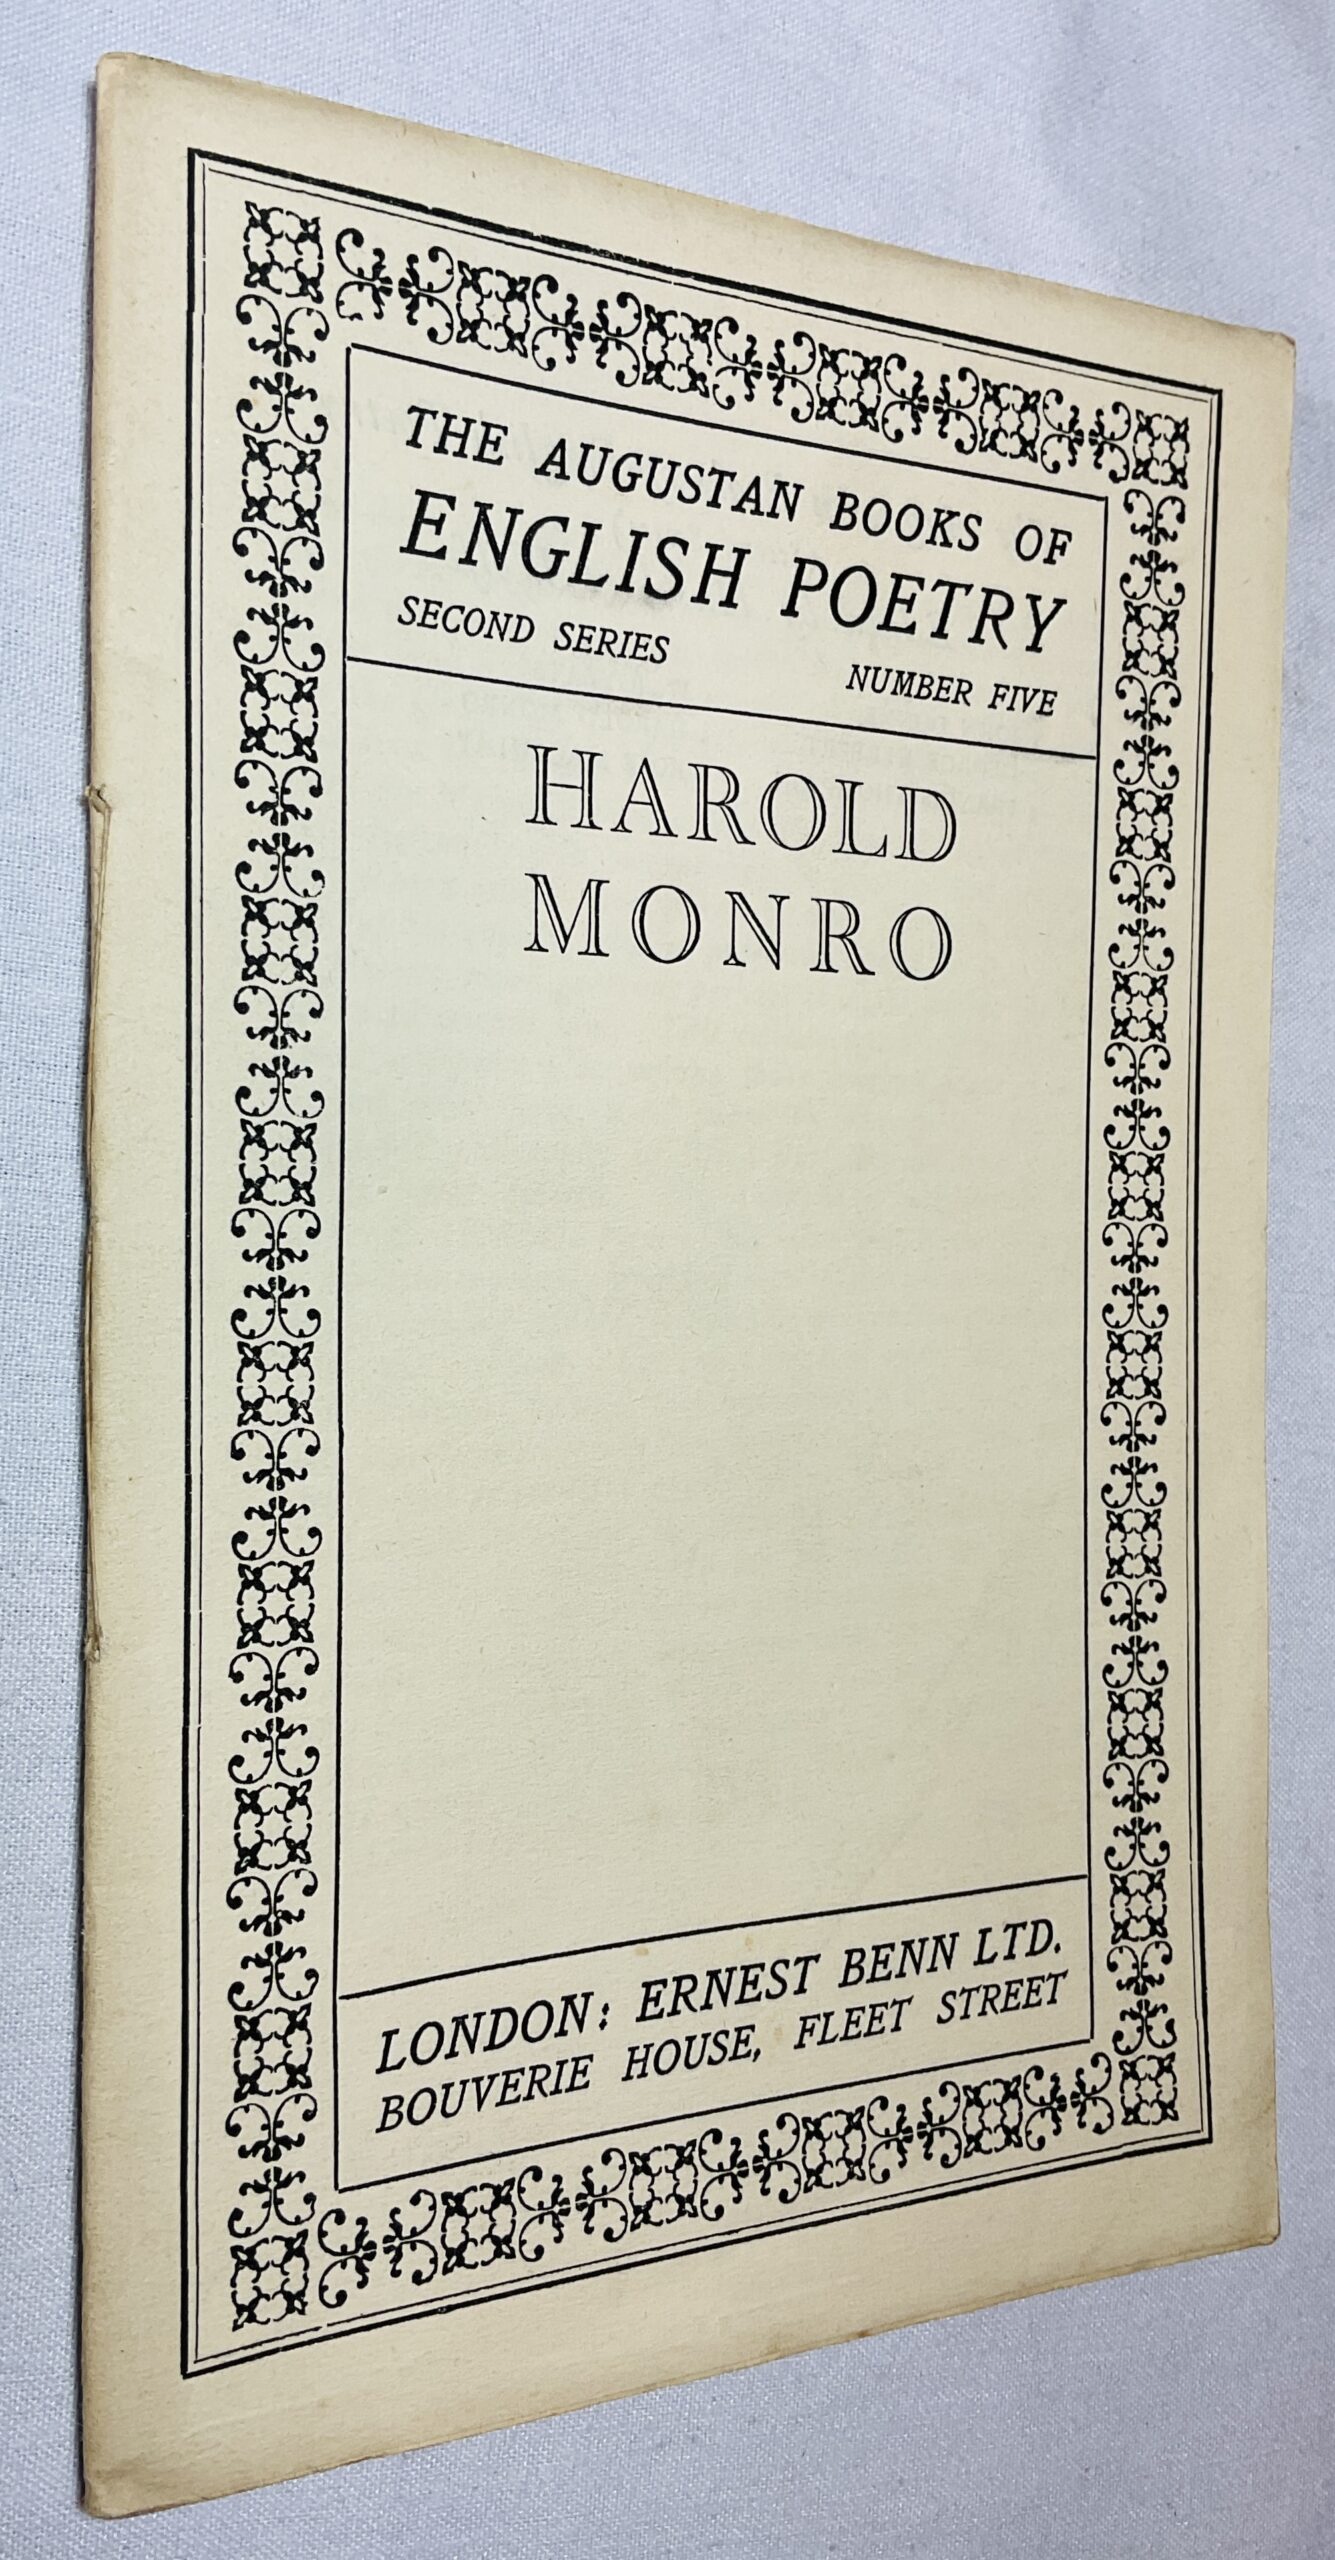 THE AUGUSTAN BOOKS OF
ENGLISH POETRY
SECOND SERIES NUMBER FIVE
HAROLD
MONRO
LONDON: ERNEST BENN LTD.
BOUVERIE HOUSE, FLEET STREET